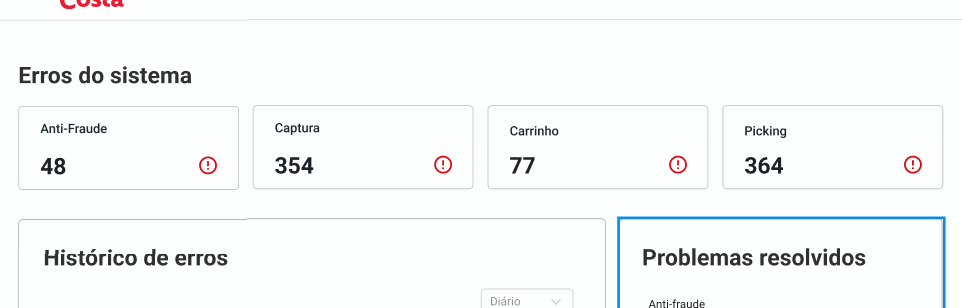 Costa
Erros do sistema
Anti-Fraude
48
Captura
354
Carrinho
77
Picking
364
Histórico de erros
Diário
Problemas resolvidos
Anti-fraude